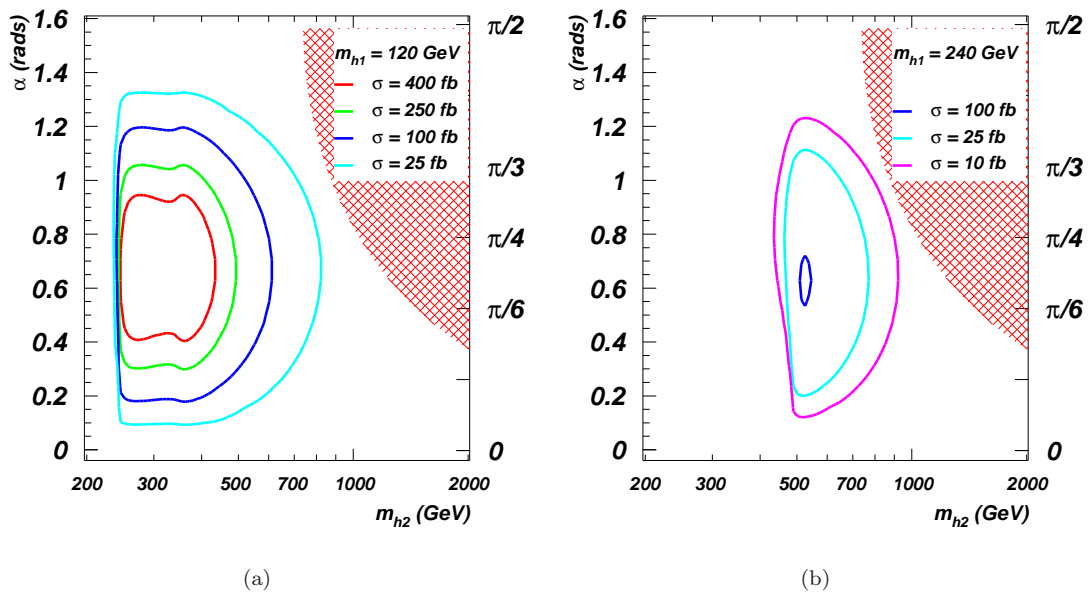 α (rads)
1.6
1.4
1.2
1
0.8
0.6
0.4
0.2
0
200
300
500
700
1000
2000
m_h2 (GeV)
π/2
π/3
π/4
π/6
0
m_h1 = 120 GeV
σ = 400 fb
σ = 250 fb
σ = 100 fb
σ = 25 fb
(a)
α (rads)
1.6
1.4
1.2
1
0.8
0.6
0.4
0.2
0
200
300
500
700
1000
2000
m_h2 (GeV)
π/2
π/3
π/4
π/6
0
m_h1 = 240 GeV
σ = 100 fb
σ = 25 fb
σ = 10 fb
(b)